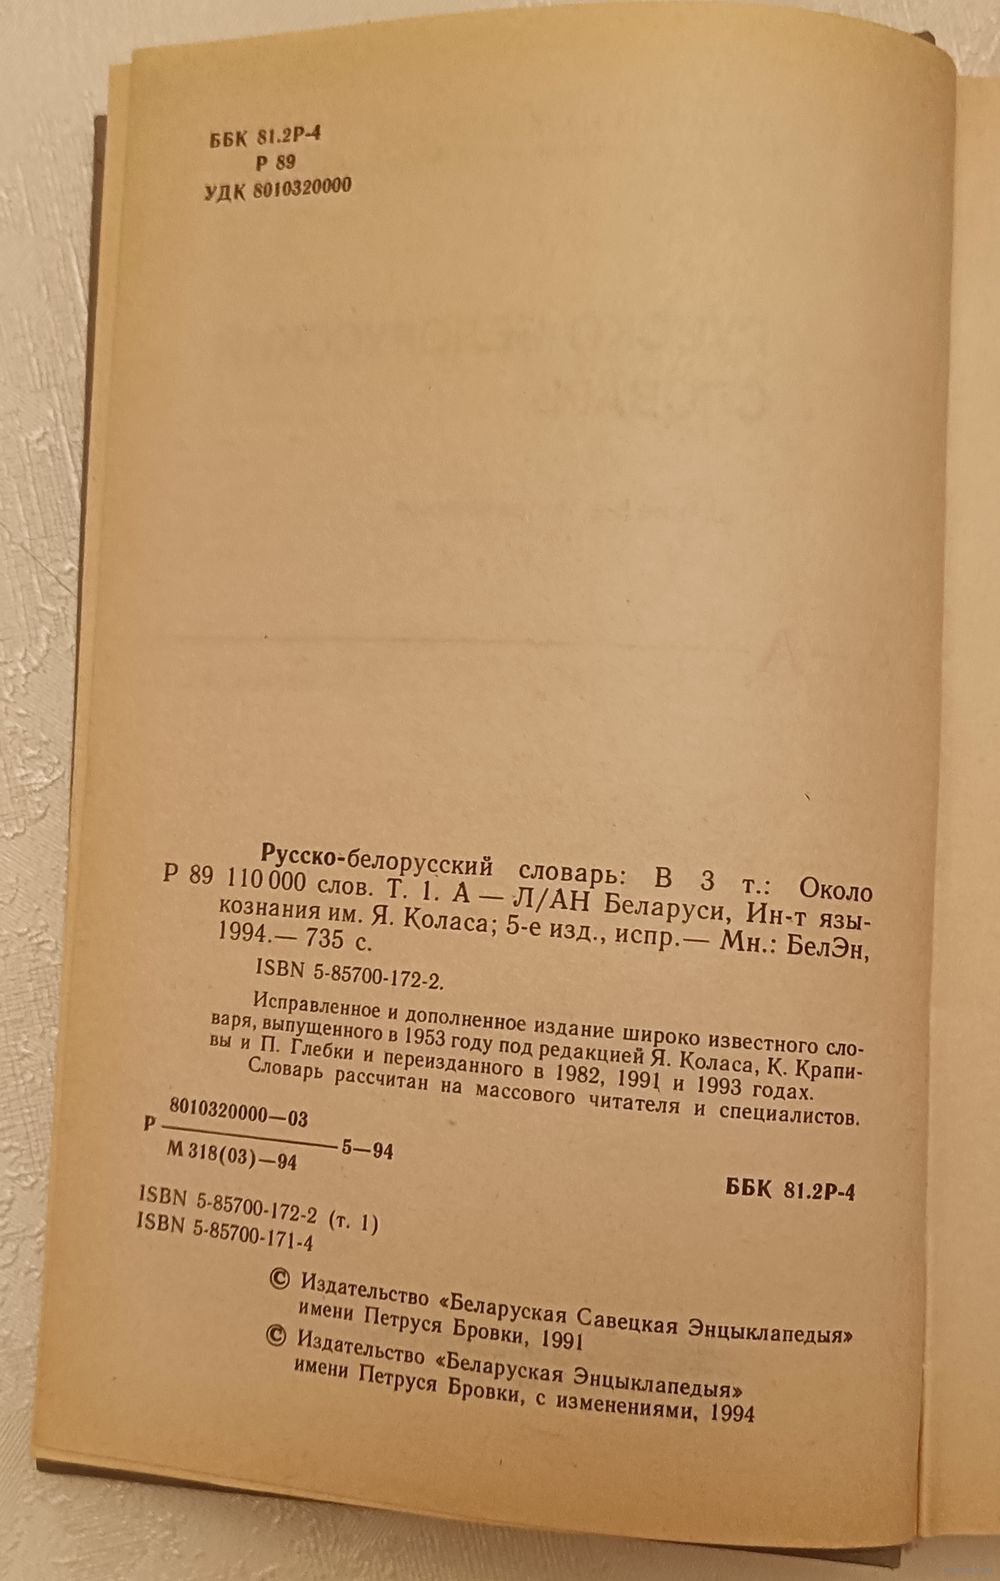 ББК 81.2Р-4
Р 89
УДК 8010320000
Русско-белорусский словарь: В 3 т.: Около
Р 89 110 000 слов. Т. 1. А — Л/АН Беларуси, Ин-т язы-
кознания им. Я. Коласа; 5-е изд., испр.— Мн.: БелЭн,
1994.— 735 с.
ISBN 5-85700-172-2.
Исправленное и дополненное издание широко известного сло-
варя, выпущенного в 1953 году под редакцией Я. Коласа, К. Крапи-
вы и П. Глебки и переизданного в 1982, 1991 и 1993 годах.
Словарь рассчитан на массового читателя и специалистов.
8010320000—03
Р 5—94
М 318(03)—94
ББК 81.2Р-4
ISBN 5-85700-172-2 (т. 1)
ISBN 5-85700-171-4
© Издательство «Беларуская Савецкая Энцыклапедыя»
имени Петруся Бровки, 1991
© Издательство «Беларуская Энцыклапедыя»
имени Петруся Бровки, с изменениями, 1994